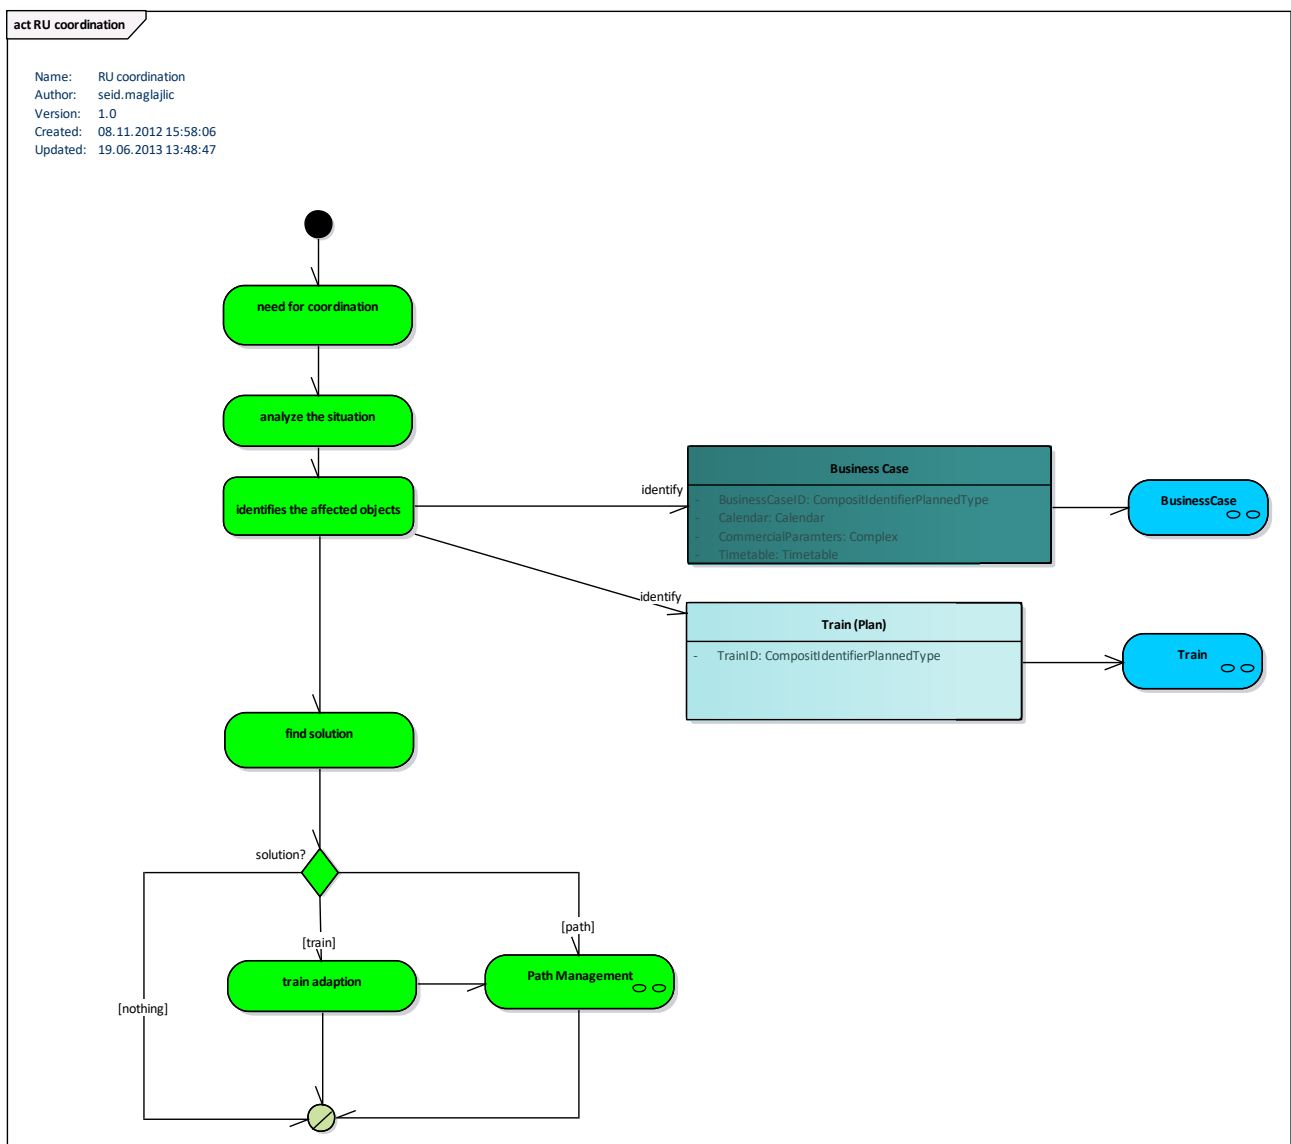 act RU coordination
Name: RU coordination
Author: seid.maglajlic
Version: 1.0
Created: 08.11.2012 15:58:06
Updated: 19.06.2013 13:48:47
need for coordination
analyze the situation
identifies the affected objects
identify
Business Case
- BusinessCaseID: CompositIdentifierPlannedType
- Calendar: Calendar
- CommercialParamters: Complex
- Timetable: Timetable
BusinessCase
identify
Train (Plan)
- TrainID: CompositIdentifierPlannedType
Train
find solution
solution?
[path]
[train]
train adaption
Path Management
[nothing]